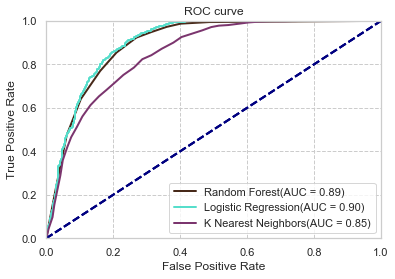 ROC curve
True Positive Rate
1.0
0.8
0.6
0.4
0.2
0.0
Random Forest(AUC = 0.89)
Logistic Regression(AUC = 0.90)
K Nearest Neighbors(AUC = 0.85)
0.0 0.2 0.4 0.6 0.8 1.0
False Positive Rate